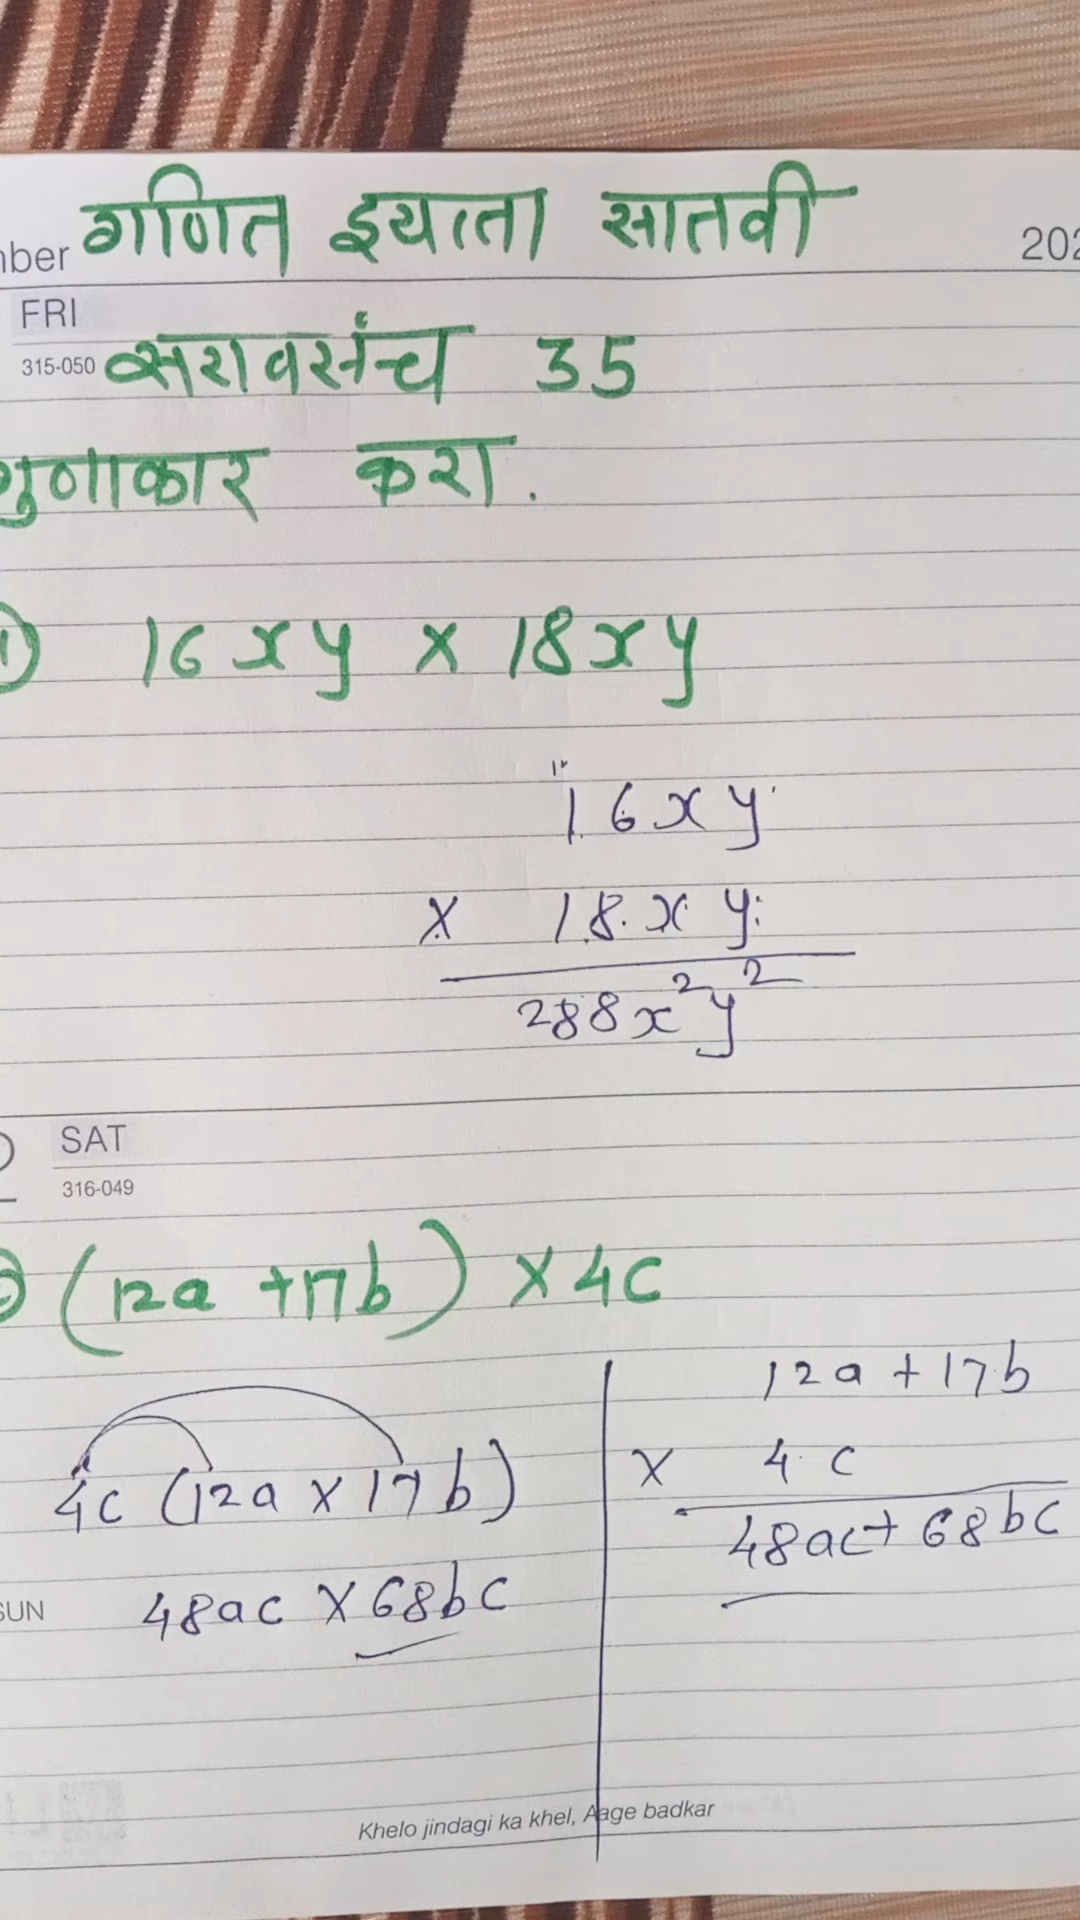 गणित इयत्ता सातवी
mber
202
FRI
315-050
सरावसंच 35
गुणाकार करा.
1) 16xy × 18xy
16xy
× 18xy
288x²y²
SAT
316-049
(12a +17b) ×4c
4c (12a × 17b)
48ac × 68bc
12a + 17b
× 4c
48ac + 68bc
SUN
Khelo jindagi ka khel, Aage badkar